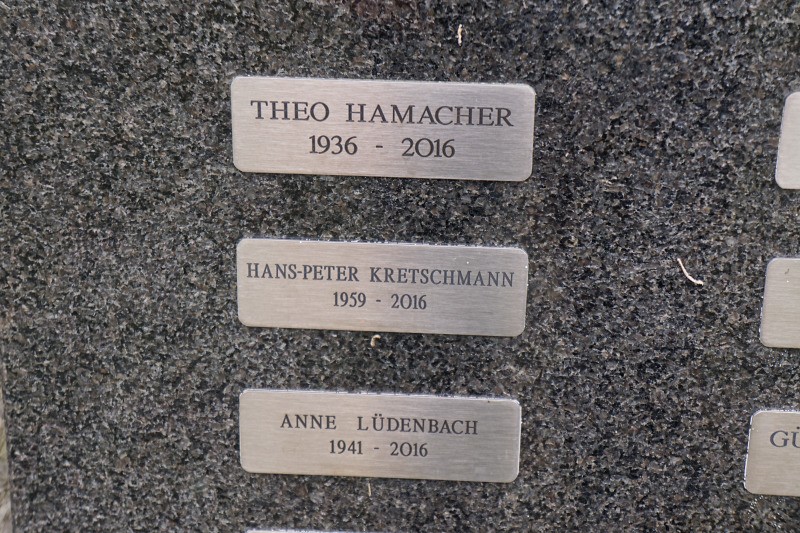 THEO HAMACHER
1936 - 2016
HANS-PETER KRETSCHMANN
1959 - 2016
ANNE LÜDENBACH
1941 - 2016